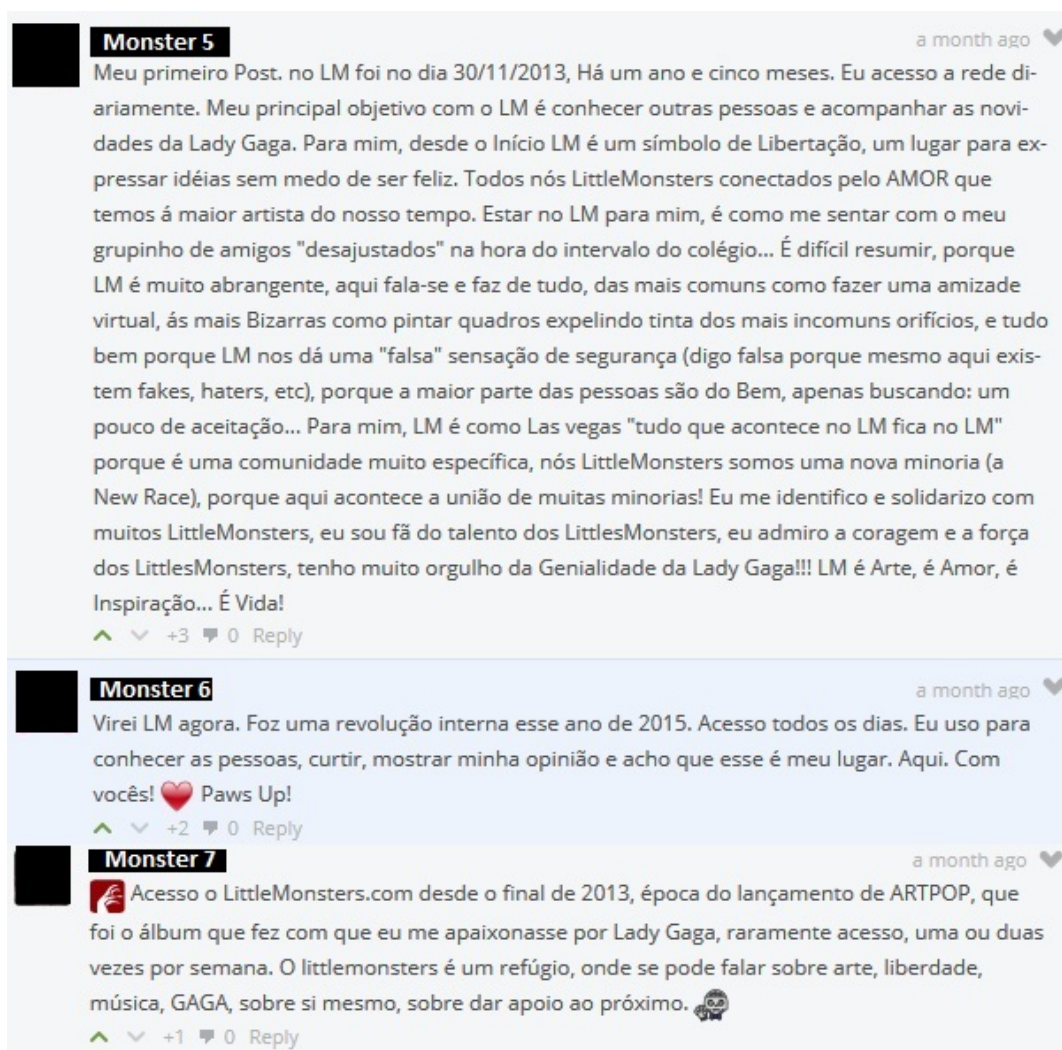 Monster 5
a month ago
Meu primeiro Post. no LM foi no dia 30/11/2013, Há um ano e cinco meses. Eu acesso a rede di-
ariamente. Meu principal objetivo com o LM é conhecer outras pessoas e acompanhar as novi-
dades da Lady Gaga. Para mim, desde o Início LM é um símbolo de Libertação, um lugar para ex-
pressar idéias sem medo de ser feliz. Todos nós LittleMonsters conectados pelo AMOR que
temos á maior artista do nosso tempo. Estar no LM para mim, é como me sentar com o meu
grupinho de amigos "desajustados" na hora do intervalo do colégio... É difícil resumir, porque
LM é muito abrangente, aqui fala-se e faz de tudo, das mais comuns como fazer uma amizade
virtual, ás mais Bizarras como pintar quadros expelindo tinta dos mais incomuns orifícios, e tudo
bem porque LM nos dá uma "falsa" sensação de segurança (digo falsa porque mesmo aqui exis-
tem fakes, haters, etc), porque a maior parte das pessoas são do Bem, apenas buscando: um
pouco de aceitação... Para mim, LM é como Las vegas "tudo que acontece no LM fica no LM"
porque é uma comunidade muito específica, nós LittleMonsters somos uma nova minoria (a
New Race), porque aqui acontece a união de muitas minorias! Eu me identifico e solidarizo com
muitos LittleMonsters, eu sou fã do talento dos LittlesMonsters, eu admiro a coragem e a força
dos LittlesMonsters, tenho muito orgulho da Genialidade da Lady Gaga!!! LM é Arte, é Amor, é
Inspiração... É Vida!
+3 0 Reply
Monster 6
a month ago
Virei LM agora. Foz uma revolução interna esse ano de 2015. Acesso todos os dias. Eu uso para
conhecer as pessoas, curtir, mostrar minha opinião e acho que esse é meu lugar. Aqui. Com
vocês! ❤ Paws Up!
+2 0 Reply
Monster 7
a month ago
Acesso o LittleMonsters.com desde o final de 2013, época do lançamento de ARTPOP, que
foi o álbum que fez com que eu me apaixonasse por Lady Gaga, raramente acesso, uma ou duas
vezes por semana. O littlemonsters é um refúgio, onde se pode falar sobre arte, liberdade,
música, GAGA, sobre si mesmo, sobre dar apoio ao próximo.
+1 0 Reply